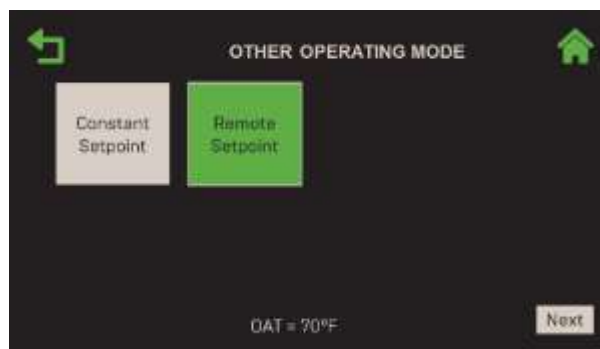 OTHER OPERATING MODE
Constant
Setpoint
Remote
Setpoint
OAT = 70°F
Next